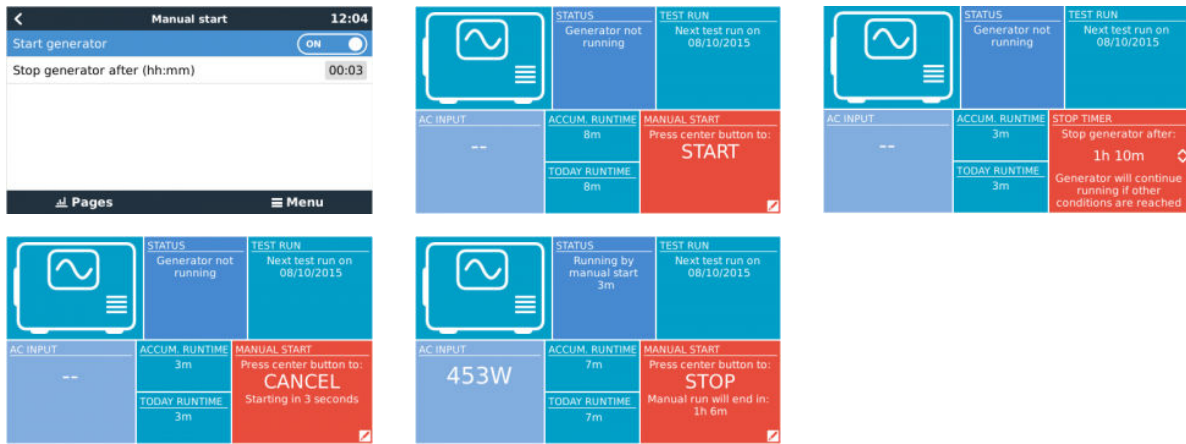 Manual start 12:04
Start generator ON
Stop generator after (hh:mm) 00:03
Pages Menu
STATUS
Generator not
running
TEST RUN
Next test run on
08/10/2015
AC INPUT
--
ACCUM. RUNTIME
8m
TODAY RUNTIME
8m
MANUAL START
Press center button to:
START
STATUS
Generator not
running
TEST RUN
Next test run on
08/10/2015
AC INPUT
--
ACCUM. RUNTIME
3m
TODAY RUNTIME
3m
STOP TIMER
Stop generator after:
1h 10m
Generator will continue
running if other
conditions are reached
STATUS
Generator not
running
TEST RUN
Next test run on
08/10/2015
AC INPUT
--
ACCUM. RUNTIME
3m
TODAY RUNTIME
3m
MANUAL START
Press center button to:
CANCEL
Starting in 3 seconds
STATUS
Running by
manual start
3m
TEST RUN
Next test run on
08/10/2015
AC INPUT
453W
ACCUM. RUNTIME
7m
TODAY RUNTIME
7m
MANUAL START
Press center button to:
STOP
Manual run will end in:
1h 6m